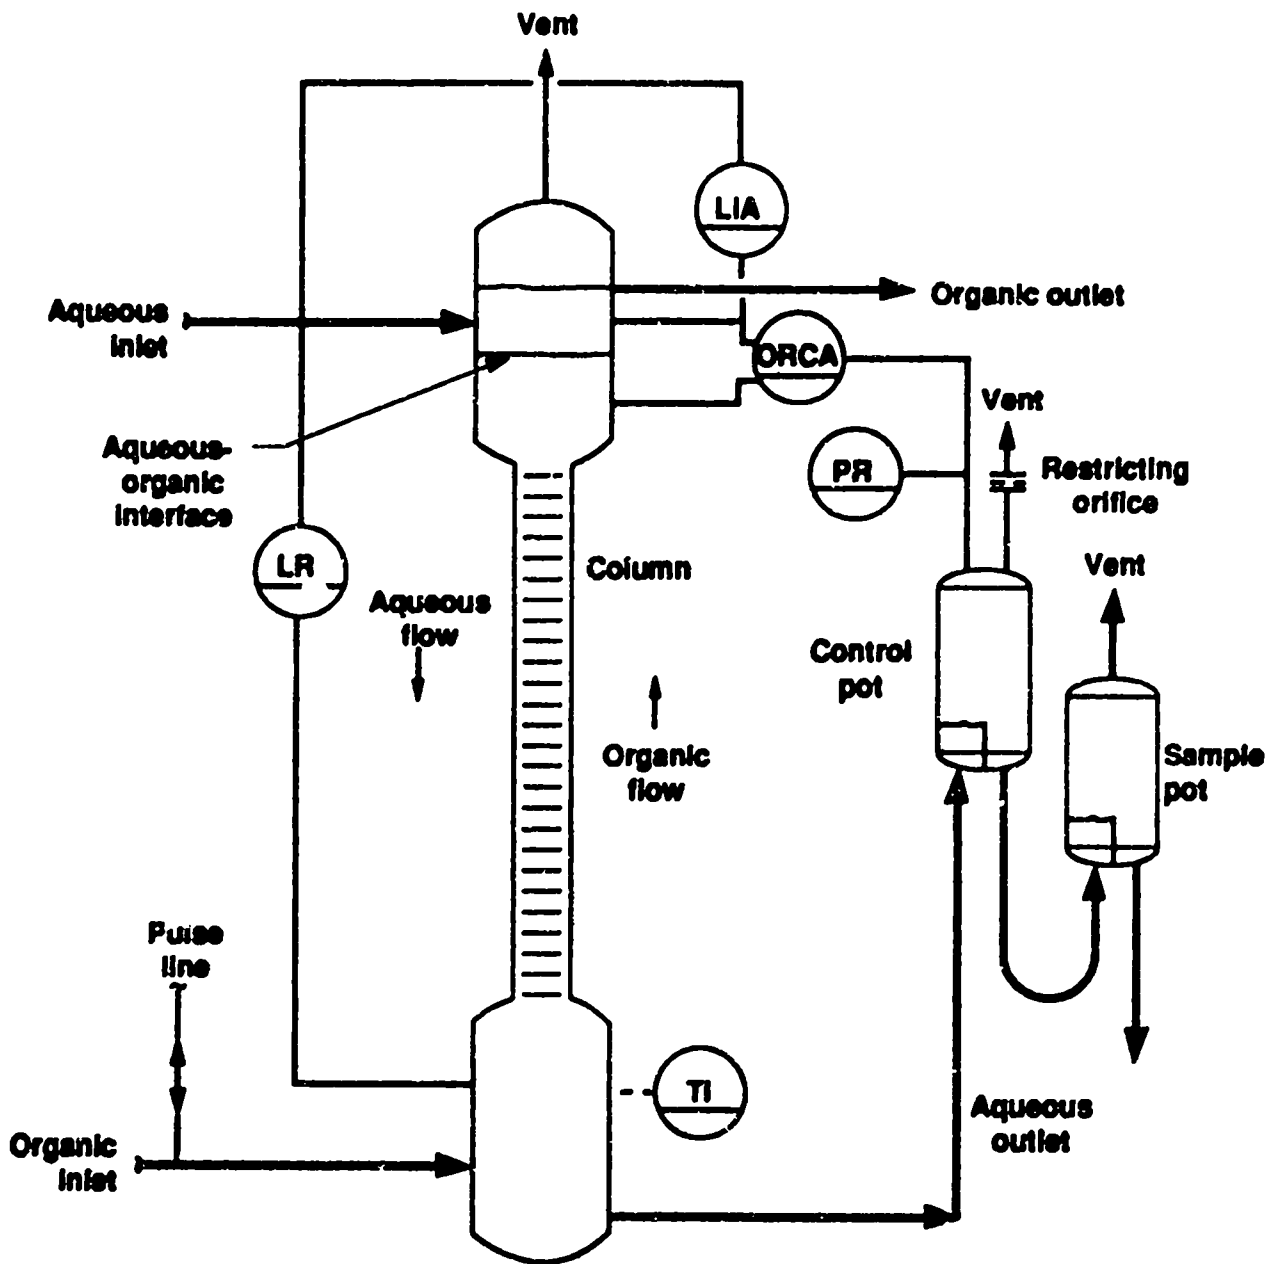 Vent
LIA
Organic outlet
Aqueous
inlet
ORCA
Vent
Aqueous-
organic
interface
PR
Restricting
orifice
LR
Column
Vent
Aqueous
flow
Control
pot
Organic
flow
Sample
pot
Pulse
line
TI
Aqueous
outlet
Organic
inlet